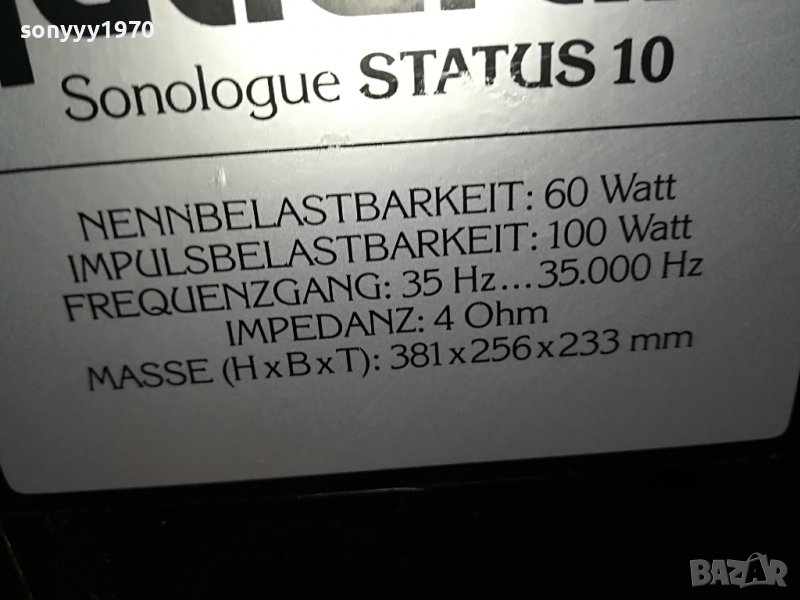 sonyyy1970
Sonologue STATUS 10
NENNBELASTBARKEIT: 60 Watt
IMPULSBELASTBARKEIT: 100 Watt
FREQUENZGANG: 35 Hz...35.000 Hz
IMPEDANZ: 4 Ohm
MASSE (HxBxT): 381x256x233 mm
BAZAR